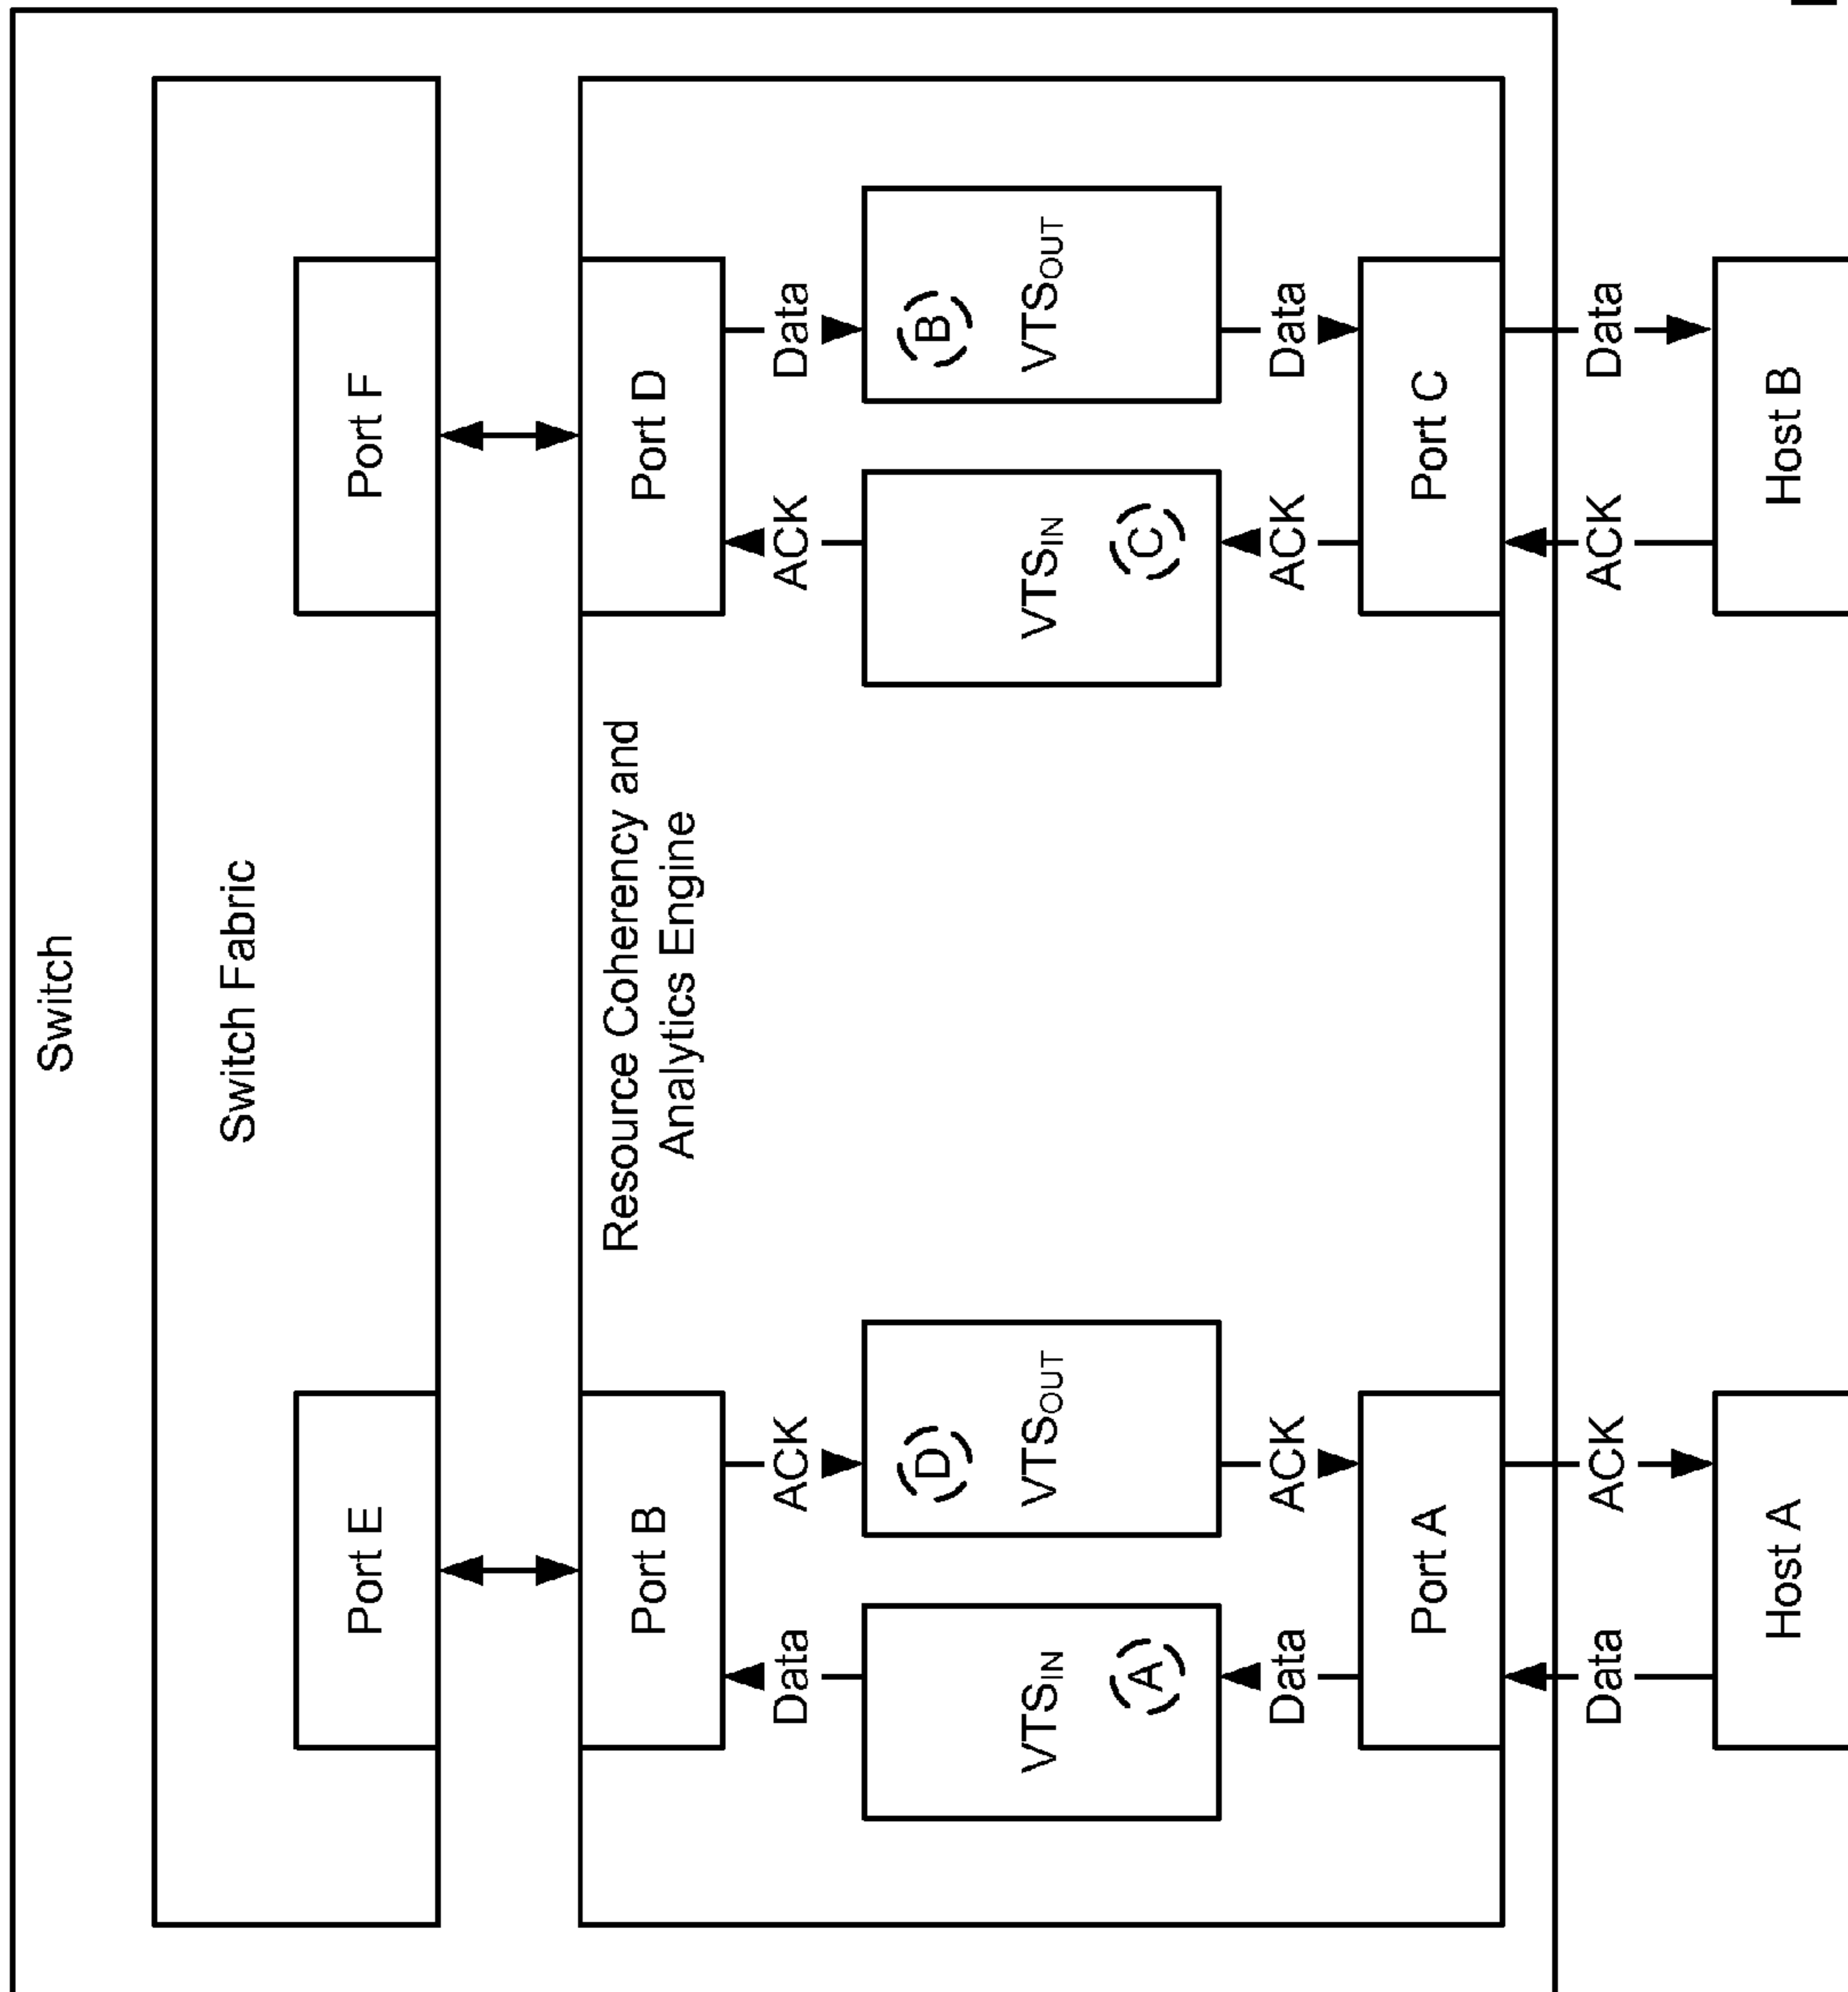 Switch
Switch Fabric
Port E
Port F
Resource Coherency and
Analytics Engine
Port B
Port D
Data
ACK
ACK
Data
D
B
VTSIN
VTSOUT
VTSIN
VTSOUT
A
C
Data
ACK
ACK
Data
Port A
Port C
Data
ACK
ACK
Data
Host A
Host B